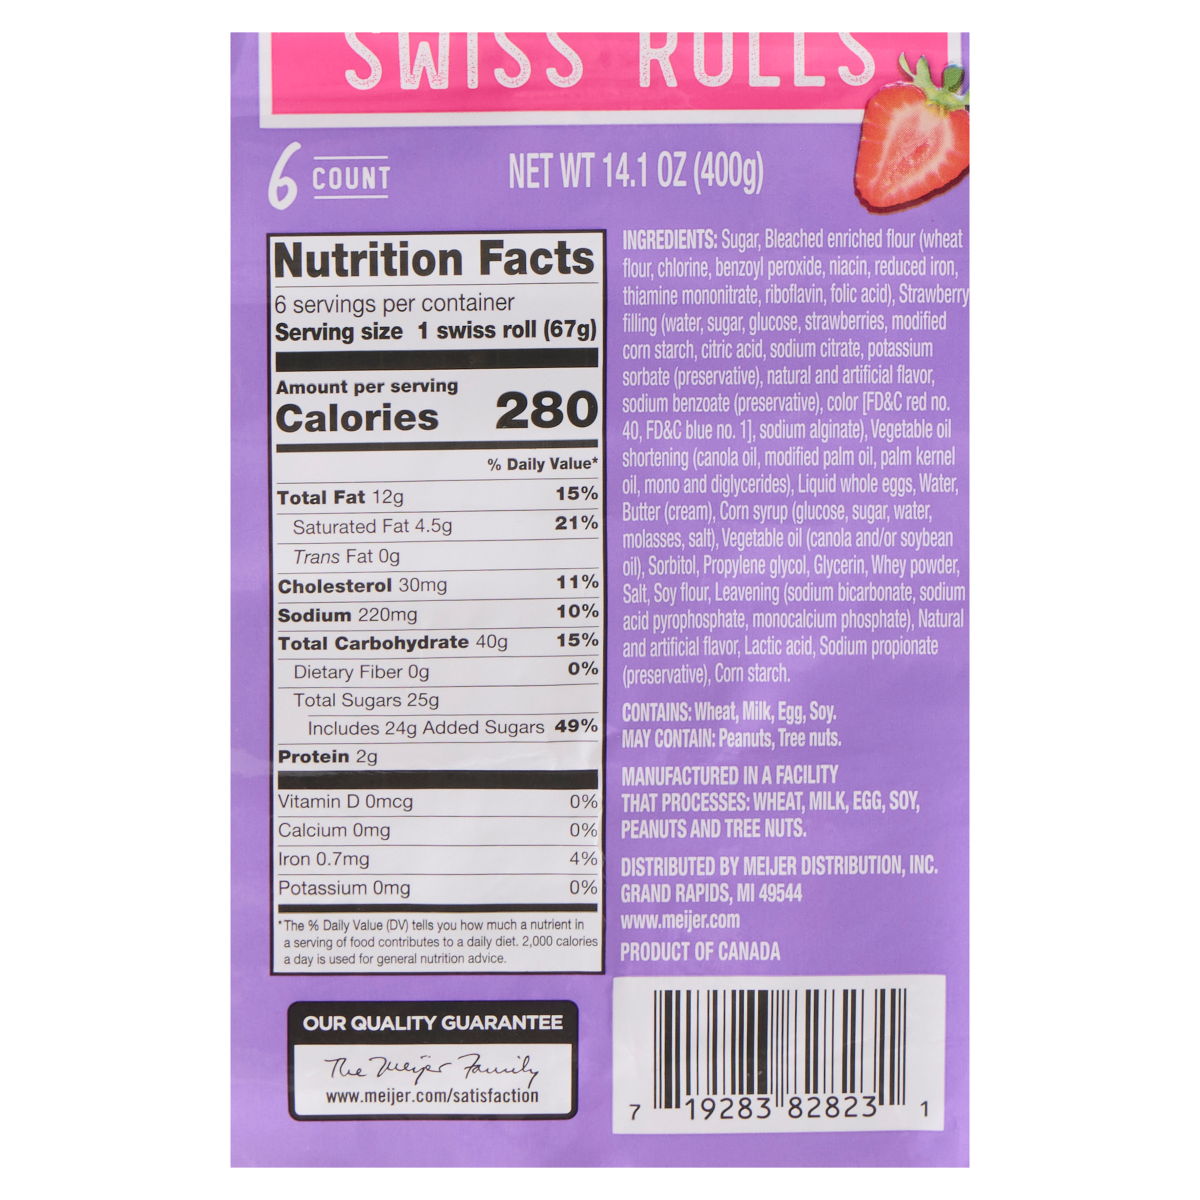 SWISS ROLLS
6 COUNT
NET WT 14.1 OZ (400g)
Nutrition Facts
6 servings per container
Serving size 1 swiss roll (67g)
Amount per serving
Calories 280
% Daily Value*
Total Fat 12g 15%
Saturated Fat 4.5g 21%
Trans Fat 0g
Cholesterol 30mg 11%
Sodium 220mg 10%
Total Carbohydrate 40g 15%
Dietary Fiber 0g 0%
Total Sugars 25g
Includes 24g Added Sugars 49%
Protein 2g
Vitamin D 0mcg 0%
Calcium 0mg 0%
Iron 0.7mg 4%
Potassium 0mg 0%
*The % Daily Value (DV) tells you how much a nutrient in
a serving of food contributes to a daily diet. 2,000 calories
a day is used for general nutrition advice.
INGREDIENTS: Sugar, Bleached enriched flour (wheat
flour, chlorine, benzoyl peroxide, niacin, reduced iron,
thiamine mononitrate, riboflavin, folic acid), Strawberry
filling (water, sugar, glucose, strawberries, modified
corn starch, citric acid, sodium citrate, potassium
sorbate (preservative), natural and artificial flavor,
sodium benzoate (preservative), color [FD&C red no.
40, FD&C blue no. 1], sodium alginate), Vegetable oil
shortening (canola oil, modified palm oil, palm kernel
oil, mono and diglycerides), Liquid whole eggs, Water,
Butter (cream), Corn syrup (glucose, sugar, water,
molasses, salt), Vegetable oil (canola and/or soybean
oil), Sorbitol, Propylene glycol, Glycerin, Whey powder,
Salt, Soy flour, Leavening (sodium bicarbonate, sodium
acid pyrophosphate, monocalcium phosphate), Natural
and artificial flavor, Lactic acid, Sodium propionate
(preservative), Corn starch.
CONTAINS: Wheat, Milk, Egg, Soy.
MAY CONTAIN: Peanuts, Tree nuts.
MANUFACTURED IN A FACILITY
THAT PROCESSES: WHEAT, MILK, EGG, SOY,
PEANUTS AND TREE NUTS.
DISTRIBUTED BY MEIJER DISTRIBUTION, INC.
GRAND RAPIDS, MI 49544
www.meijer.com
PRODUCT OF CANADA
OUR QUALITY GUARANTEE
The Meijer Family
www.meijer.com/satisfaction
7 19283 82823 1